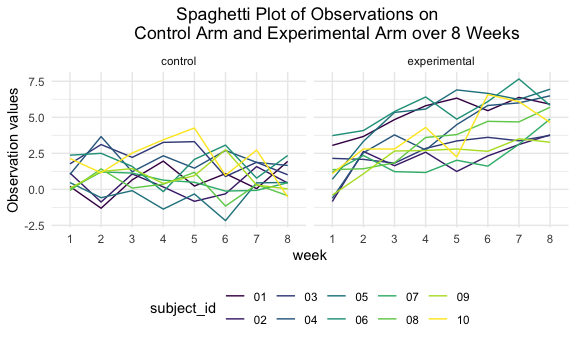 Spaghetti Plot of Observations on
Control Arm and Experimental Arm over 8 Weeks
control experimental
Observation values
7.5
5.0
2.5
0.0
-2.5
1 2 3 4 5 6 7 8 1 2 3 4 5 6 7 8
week
subject_id
01 03 05 07 09
02 04 06 08 10